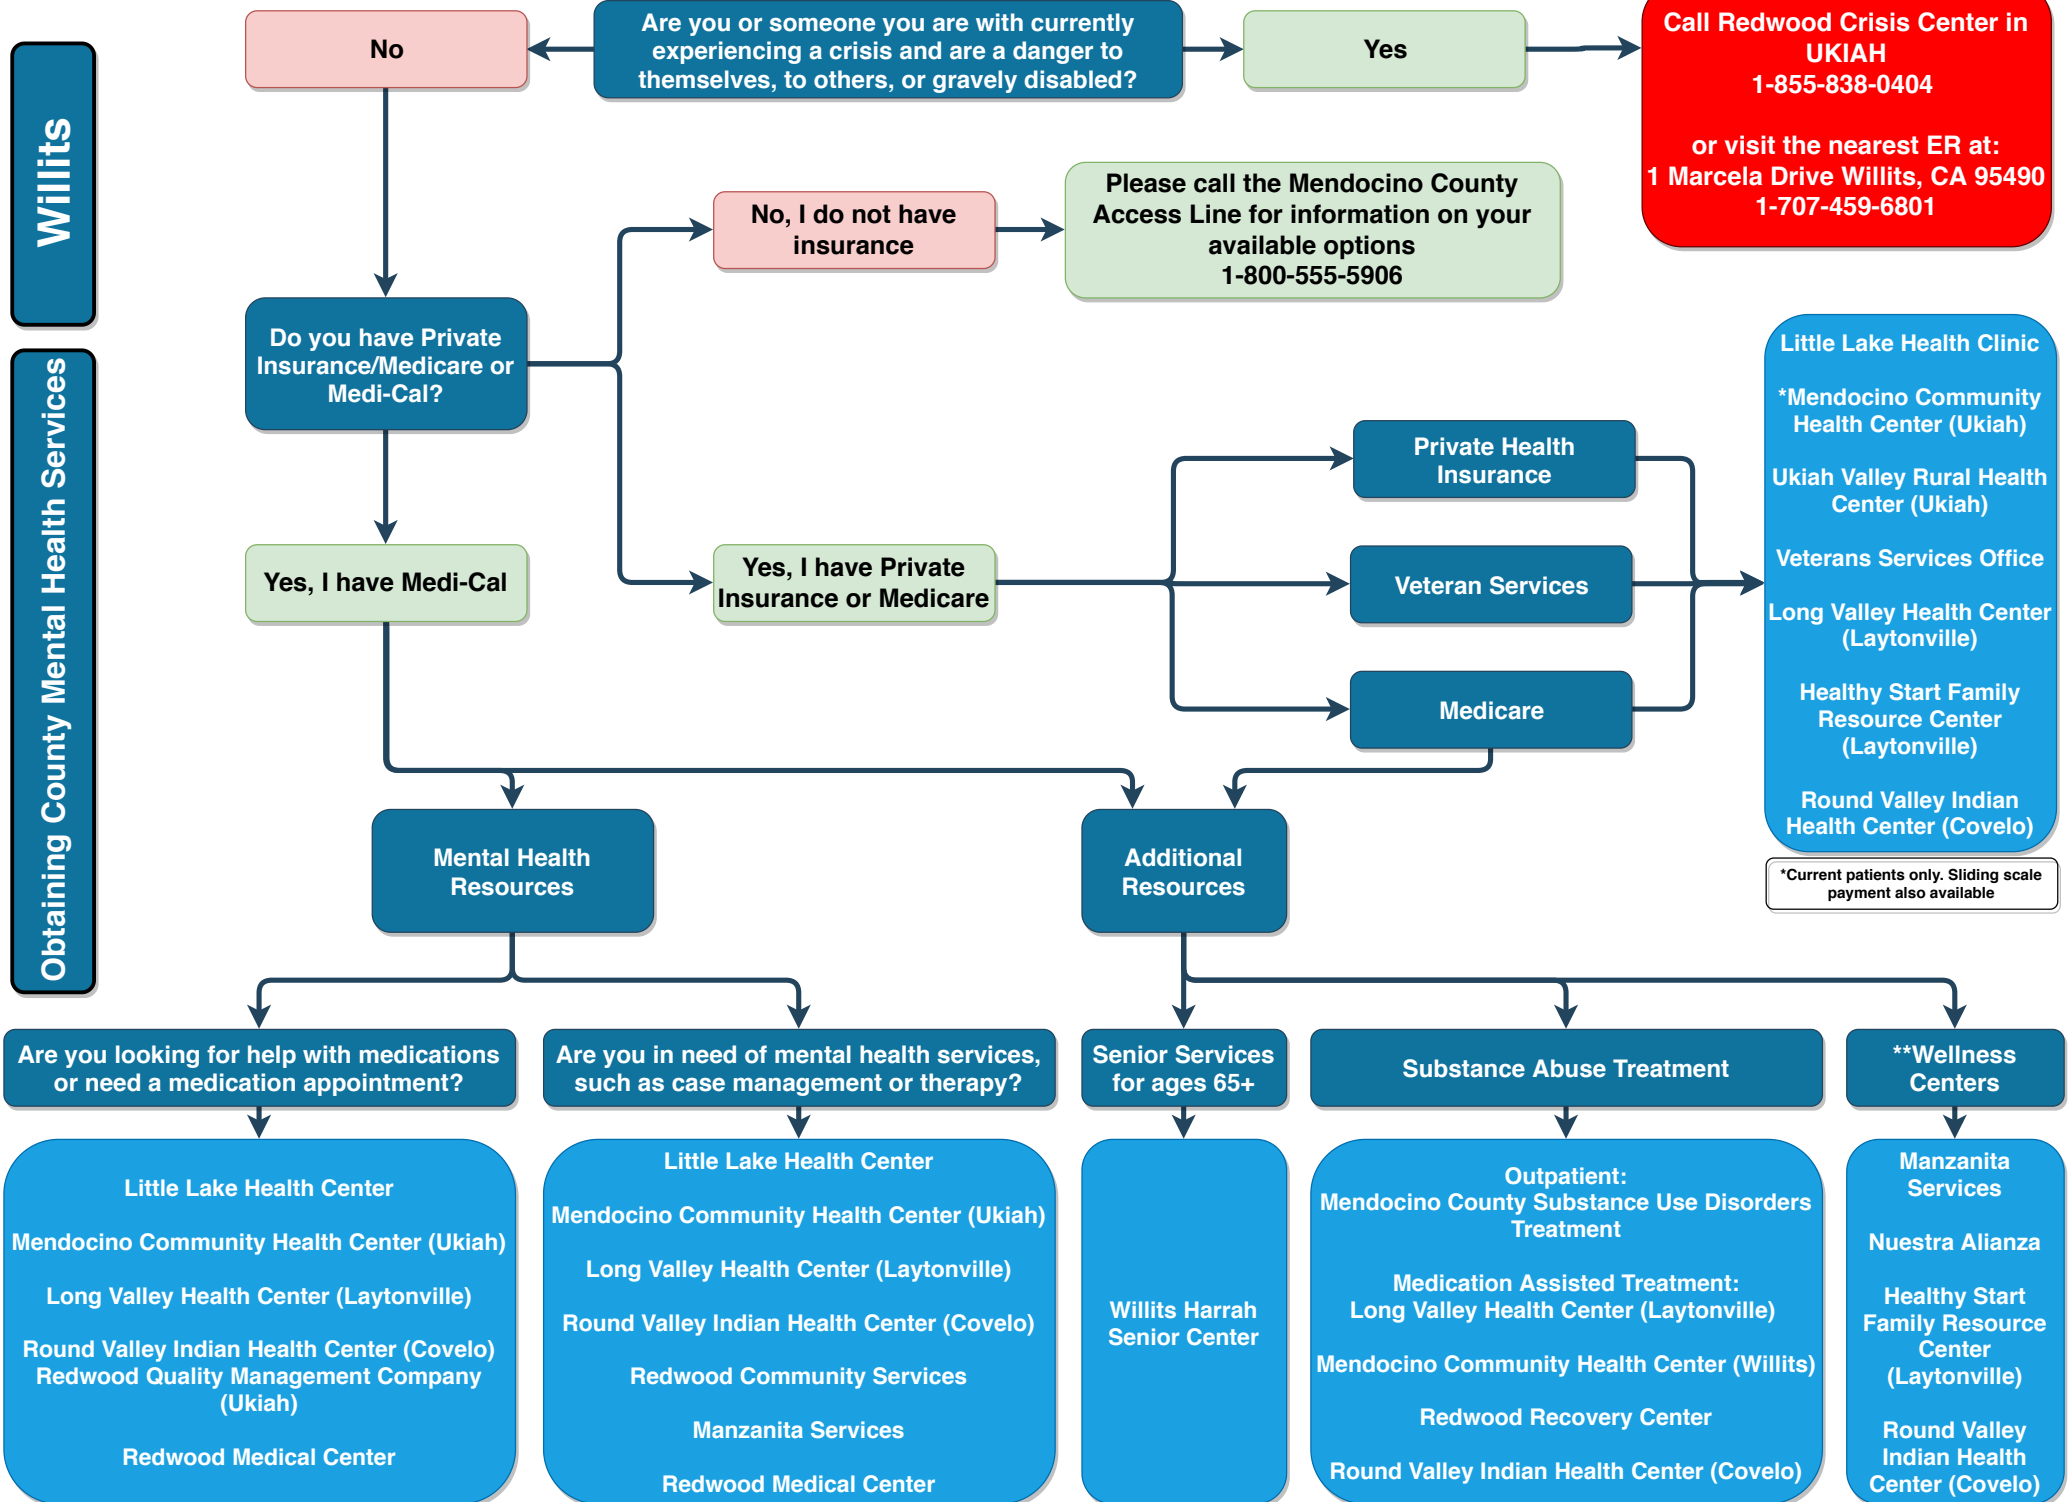 Willits
Obtaining County Mental Health Services
No
Are you or someone you are with currently
experiencing a crisis and are a danger to
themselves, to others, or gravely disabled?
Yes
Call Redwood Crisis Center in
UKIAH
1-855-838-0404
or visit the nearest ER at:
1 Marcela Drive Willits, CA 95490
1-707-459-6801
No, I do not have
insurance
Please call the Mendocino County
Access Line for information on your
available options
1-800-555-5906
Do you have Private
Insurance/Medicare or
Medi-Cal?
Yes, I have Medi-Cal
Yes, I have Private
Insurance or Medicare
Private Health
Insurance
Veteran Services
Medicare
Little Lake Health Clinic
*Mendocino Community
Health Center (Ukiah)
Ukiah Valley Rural Health
Center (Ukiah)
Veterans Services Office
Long Valley Health Center
(Laytonville)
Healthy Start Family
Resource Center
(Laytonville)
Round Valley Indian
Health Center (Covelo)
*Current patients only. Sliding scale
payment also available
Mental Health
Resources
Additional
Resources
Are you looking for help with medications
or need a medication appointment?
Are you in need of mental health services,
such as case management or therapy?
Senior Services
for ages 65+
Substance Abuse Treatment
**Wellness
Centers
Little Lake Health Center
Mendocino Community Health Center (Ukiah)
Long Valley Health Center (Laytonville)
Round Valley Indian Health Center (Covelo)
Redwood Quality Management Company
(Ukiah)
Redwood Medical Center
Little Lake Health Center
Mendocino Community Health Center (Ukiah)
Long Valley Health Center (Laytonville)
Round Valley Indian Health Center (Covelo)
Redwood Community Services
Manzanita Services
Redwood Medical Center
Willits Harrah
Senior Center
Outpatient:
Mendocino County Substance Use Disorders
Treatment
Medication Assisted Treatment:
Long Valley Health Center (Laytonville)
Mendocino Community Health Center (Willits)
Redwood Recovery Center
Round Valley Indian Health Center (Covelo)
Manzanita
Services
Nuestra Alianza
Healthy Start
Family Resource
Center
(Laytonville)
Round Valley
Indian Health
Center (Covelo)